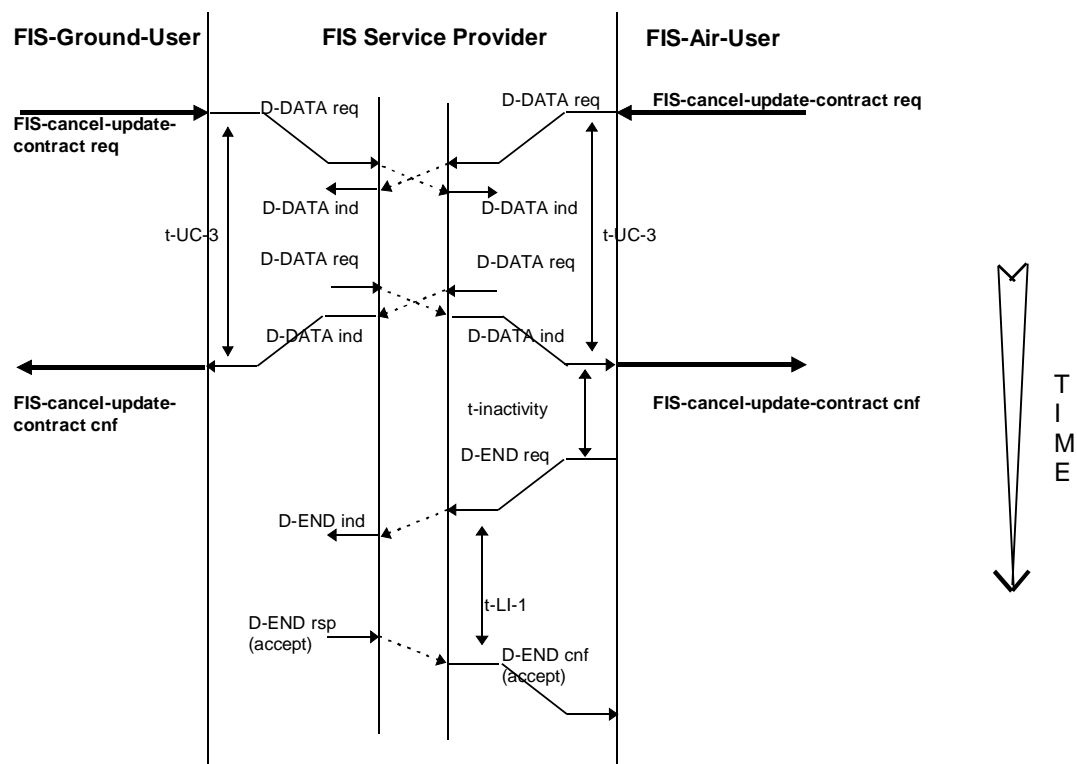 FIS-Ground-User
FIS Service Provider
FIS-Air-User
D-DATA req
D-DATA req
FIS-cancel-update-contract req
FIS-cancel-update-
contract req
D-DATA ind
D-DATA ind
t-UC-3
t-UC-3
D-DATA req
D-DATA req
D-DATA ind
D-DATA ind
FIS-cancel-update-
contract cnf
t-inactivity
FIS-cancel-update-contract cnf
T
I
M
E
D-END req
D-END ind
t-LI-1
D-END rsp
(accept)
D-END cnf
(accept)